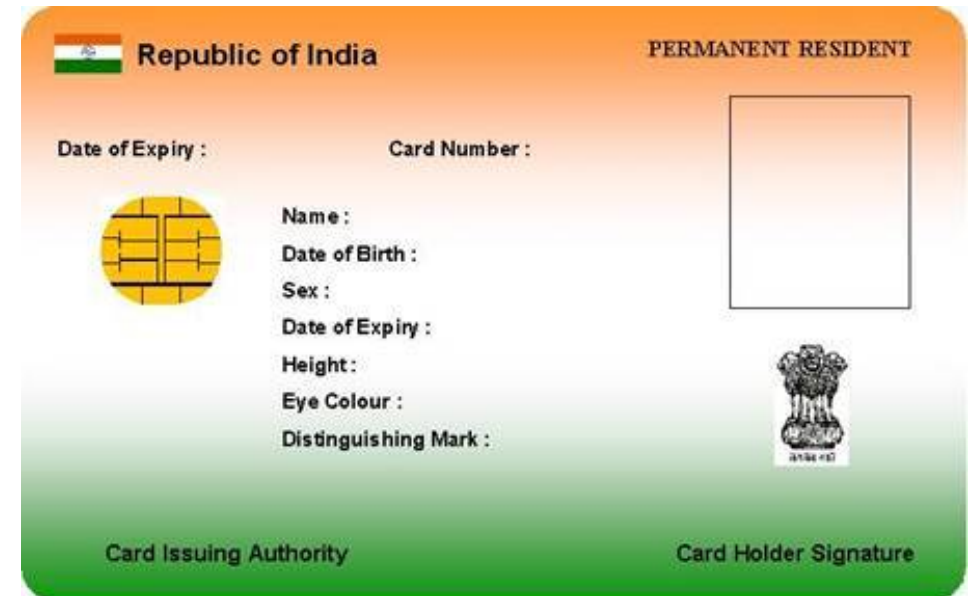 Republic of India
PERMANENT RESIDENT
Date of Expiry :
Card Number :
Name :
Date of Birth :
Sex :
Date of Expiry :
Height :
Eye Colour :
Distinguishing Mark :
Card Issuing Authority
Card Holder Signature